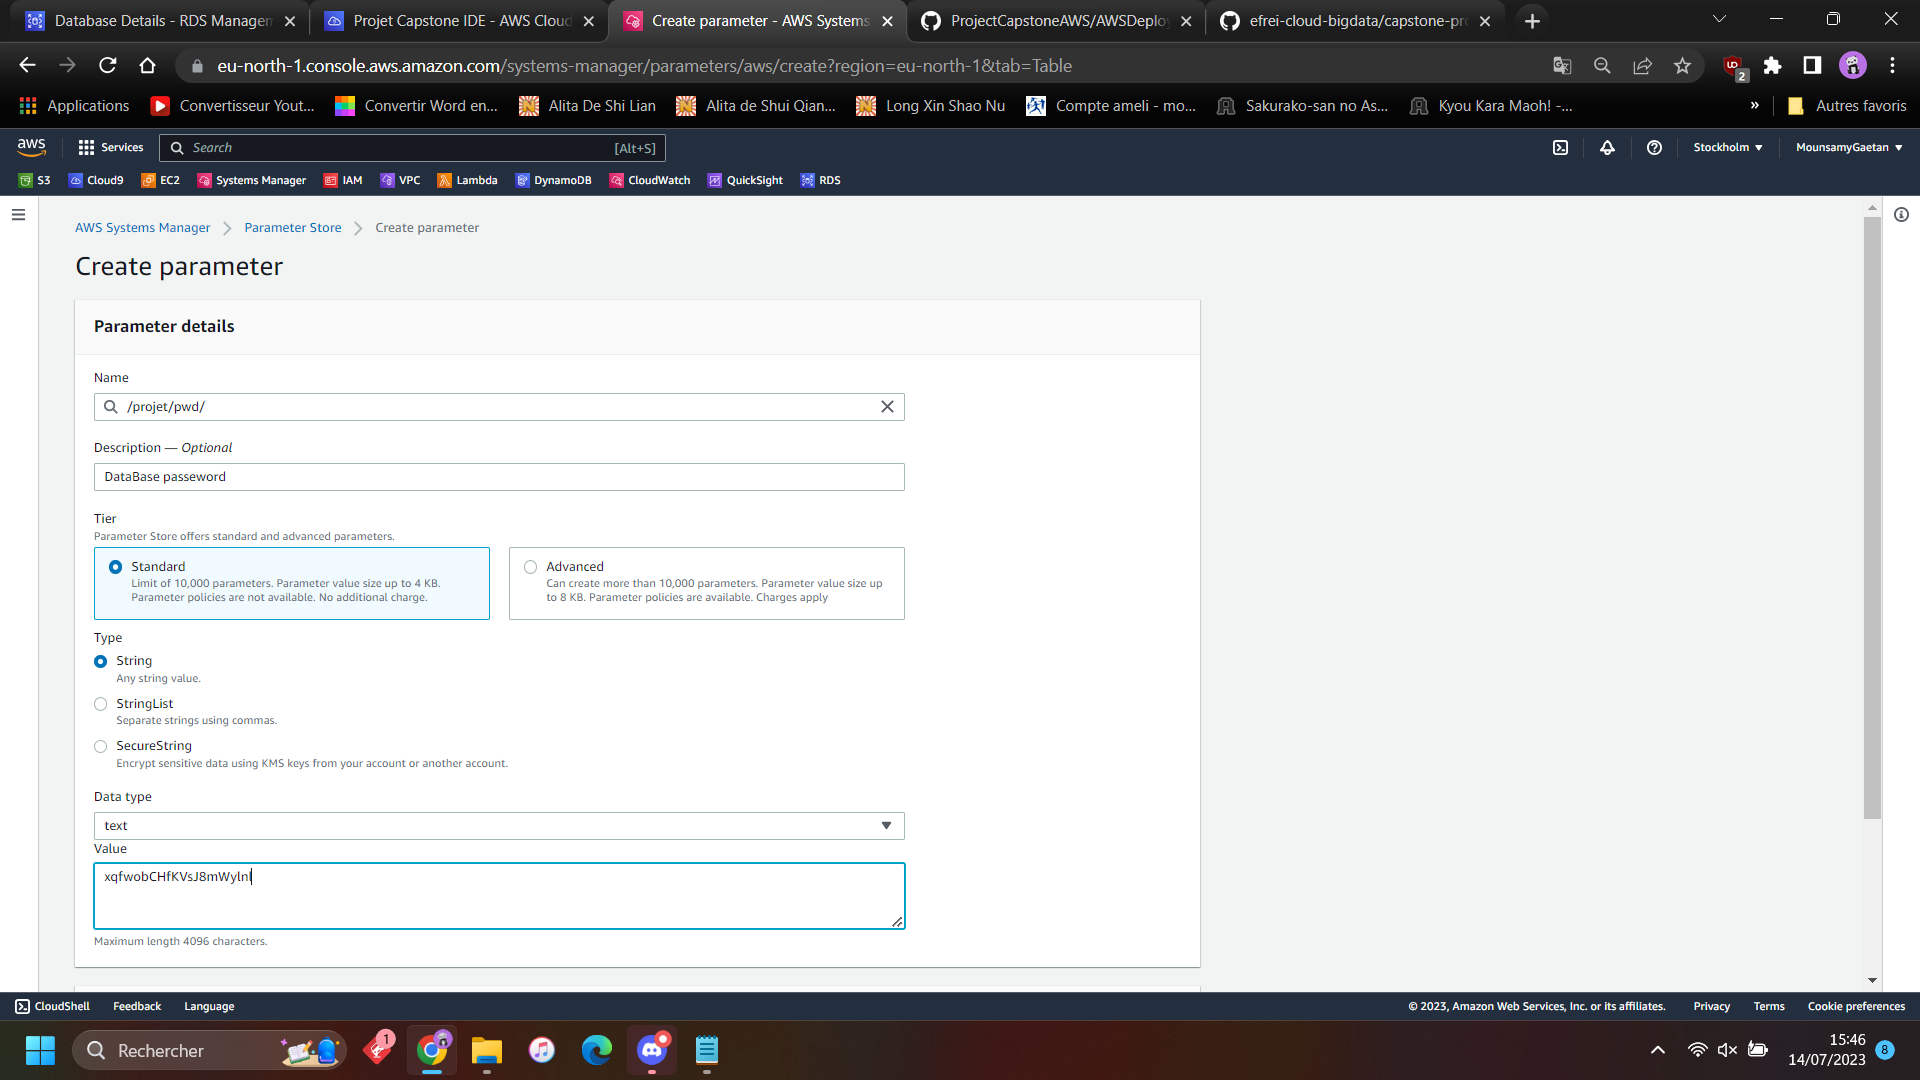 Database Details - RDS Managem
Projet Capstone IDE - AWS Cloud
Create parameter - AWS Systems
ProjectCapstoneAWS/AWSDeploy
efrei-cloud-bigdata/capstone-pr
eu-north-1.console.aws.amazon.com/systems-manager/parameters/aws/create?region=eu-north-1&tab=Table
2
Applications
Convertisseur Yout...
Convertir Word en...
Alita De Shi Lian
Alita de Shui Qian...
Long Xin Shao Nu
Compte ameli - mo...
Sakurako-san no As...
Kyou Kara Maoh! -...
»
Autres favoris
aws
Services
Search
[Alt+S]
Stockholm
MounsamyGaetan
S3
Cloud9
EC2
Systems Manager
IAM
VPC
Lambda
DynamoDB
CloudWatch
QuickSight
RDS
AWS Systems Manager
Parameter Store
Create parameter
Create parameter
Parameter details
Name
/projet/pwd/
Description — Optional
DataBase passeword
Tier
Parameter Store offers standard and advanced parameters.
Standard
Limit of 10,000 parameters. Parameter value size up to 4 KB.
Parameter policies are not available. No additional charge.
Advanced
Can create more than 10,000 parameters. Parameter value size up
to 8 KB. Parameter policies are available. Charges apply
Type
String
Any string value.
StringList
Separate strings using commas.
SecureString
Encrypt sensitive data using KMS keys from your account or another account.
Data type
text
Value
Maximum length 4096 characters.
CloudShell
Feedback
Language
© 2023, Amazon Web Services, Inc. or its affiliates.
Privacy
Terms
Cookie preferences
Rechercher
1
15:46
14/07/2023
8